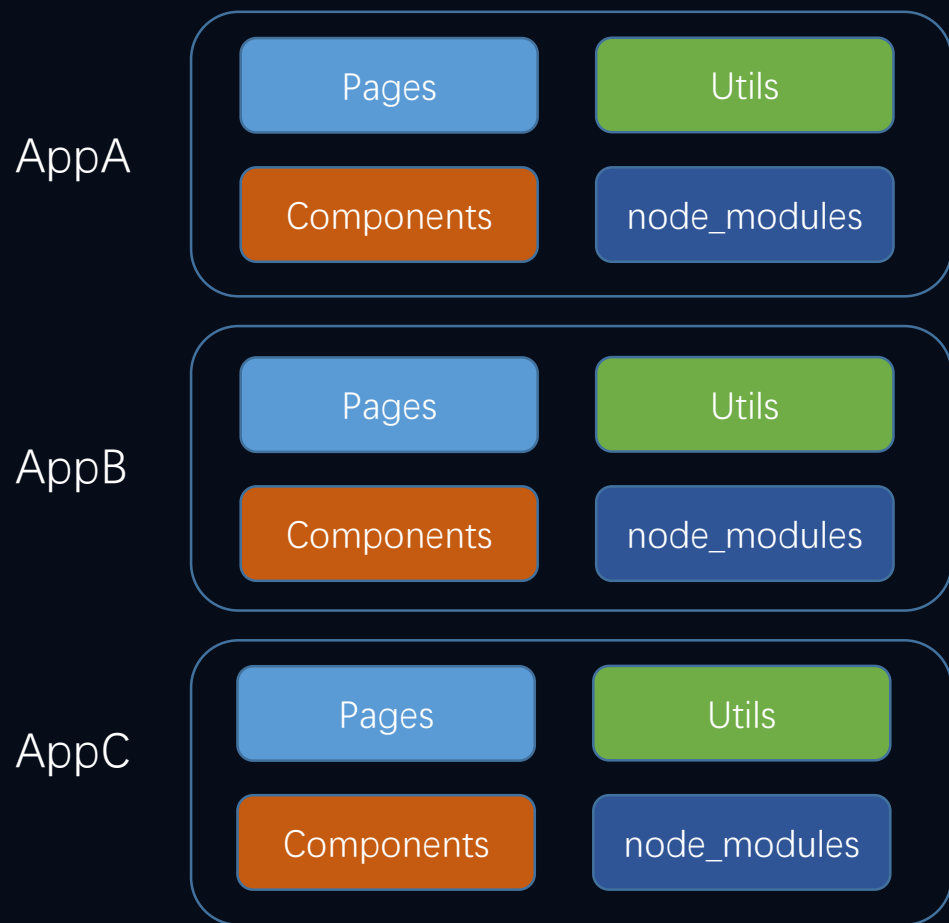 AppA
Pages
Utils
Components
node_modules
AppB
Pages
Utils
Components
node_modules
AppC
Pages
Utils
Components
node_modules